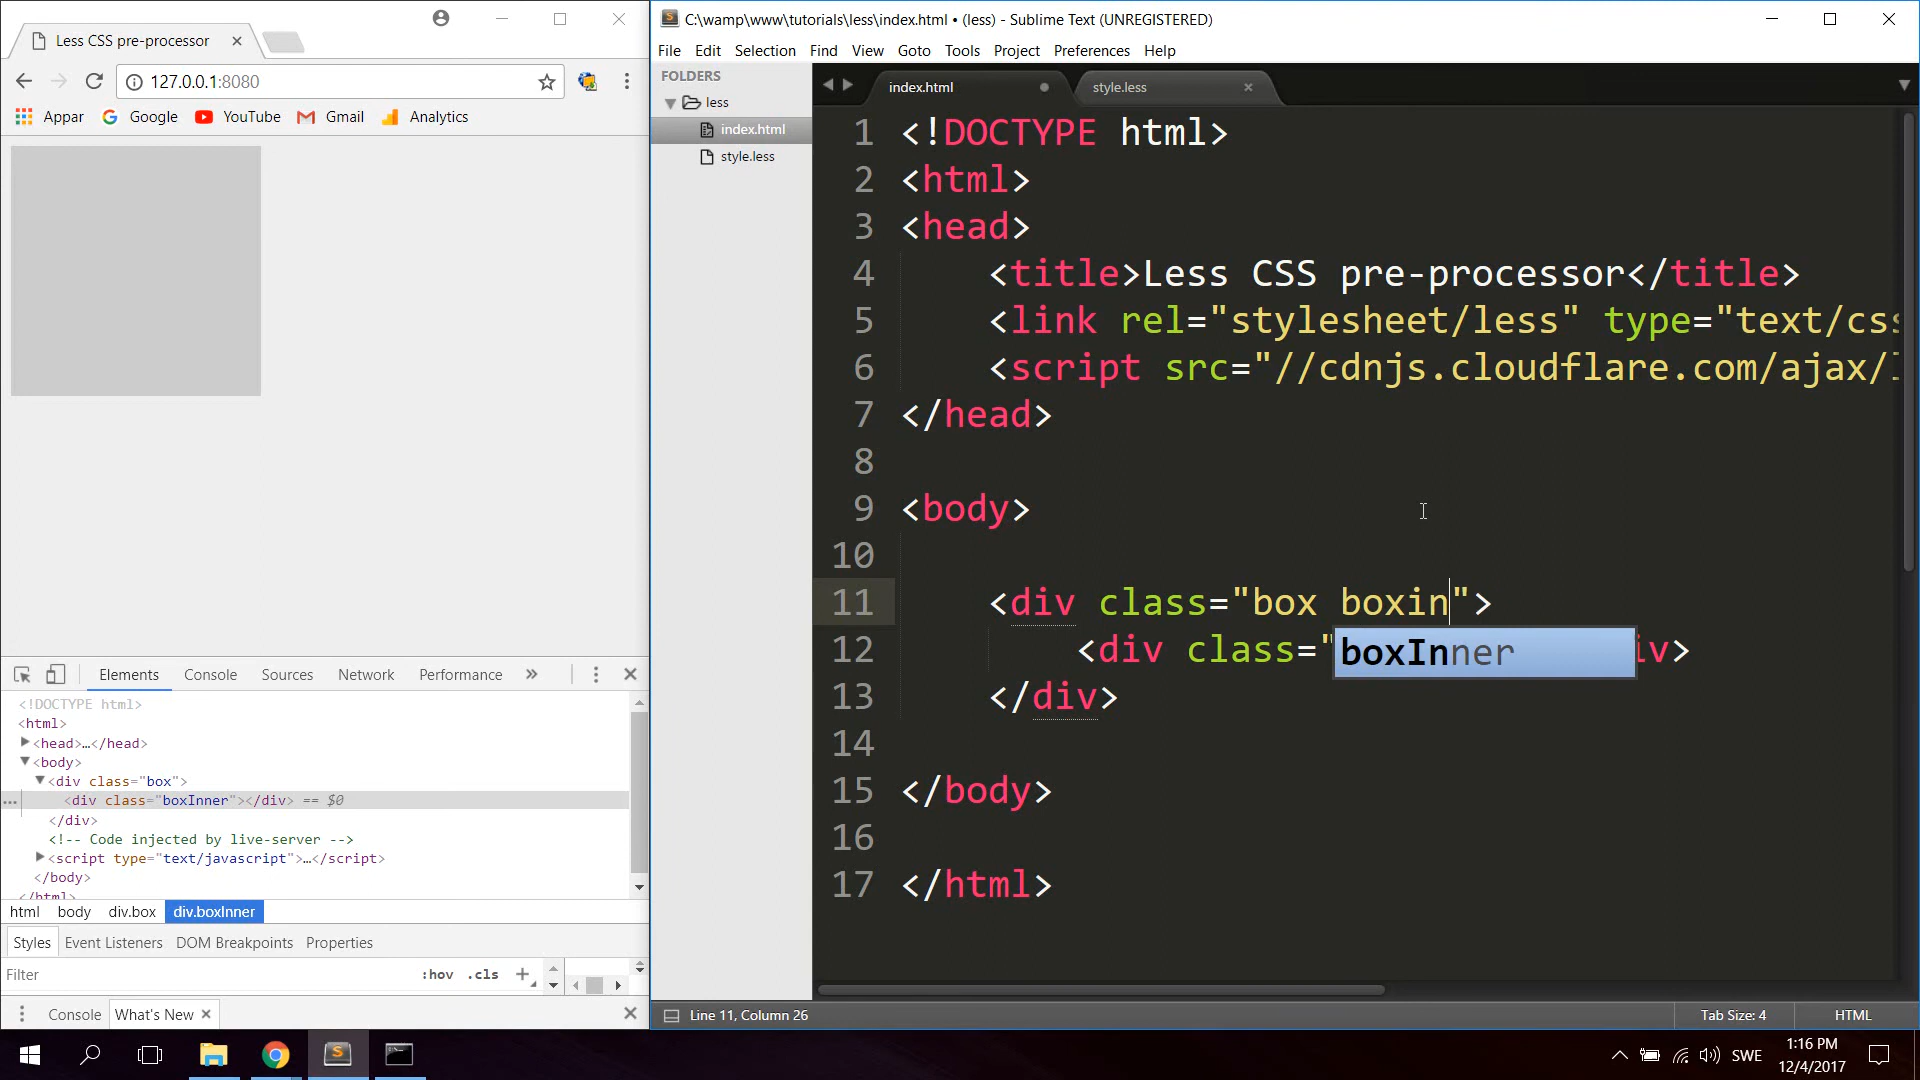 Less CSS pre-processor
127.0.0.1:8080
Appar Google YouTube Gmail Analytics
Elements Console Sources Network Performance »
<!DOCTYPE html>
<html>
<head>…</head>
<body>
<div class="box">
<div class="boxInner"></div> == $0
</div>
<!-- Code injected by live-server -->
<script type="text/javascript">…</script>
</body>
</html>
html body div.box div.boxInner
Styles Event Listeners DOM Breakpoints Properties
Filter :hov .cls +
Console What's New
C:\wamp\www\tutorials\less\index.html • (less) - Sublime Text (UNREGISTERED)
File Edit Selection Find View Goto Tools Project Preferences Help
FOLDERS
less
index.html
style.less
index.html style.less
1 <!DOCTYPE html>
2 <html>
3 <head>
4 <title>Less CSS pre-processor</title>
5 <link rel="stylesheet/less" type="text/css
6 <script src="//cdnjs.cloudflare.com/ajax/l
7 </head>
8
9 <body>
10
11 <div class="box boxin">
12 <div class=" iv>
boxInner
13 </div>
14
15 </body>
16
17 </html>
Line 11, Column 26 Tab Size: 4 HTML
SWE
1:16 PM
12/4/2017